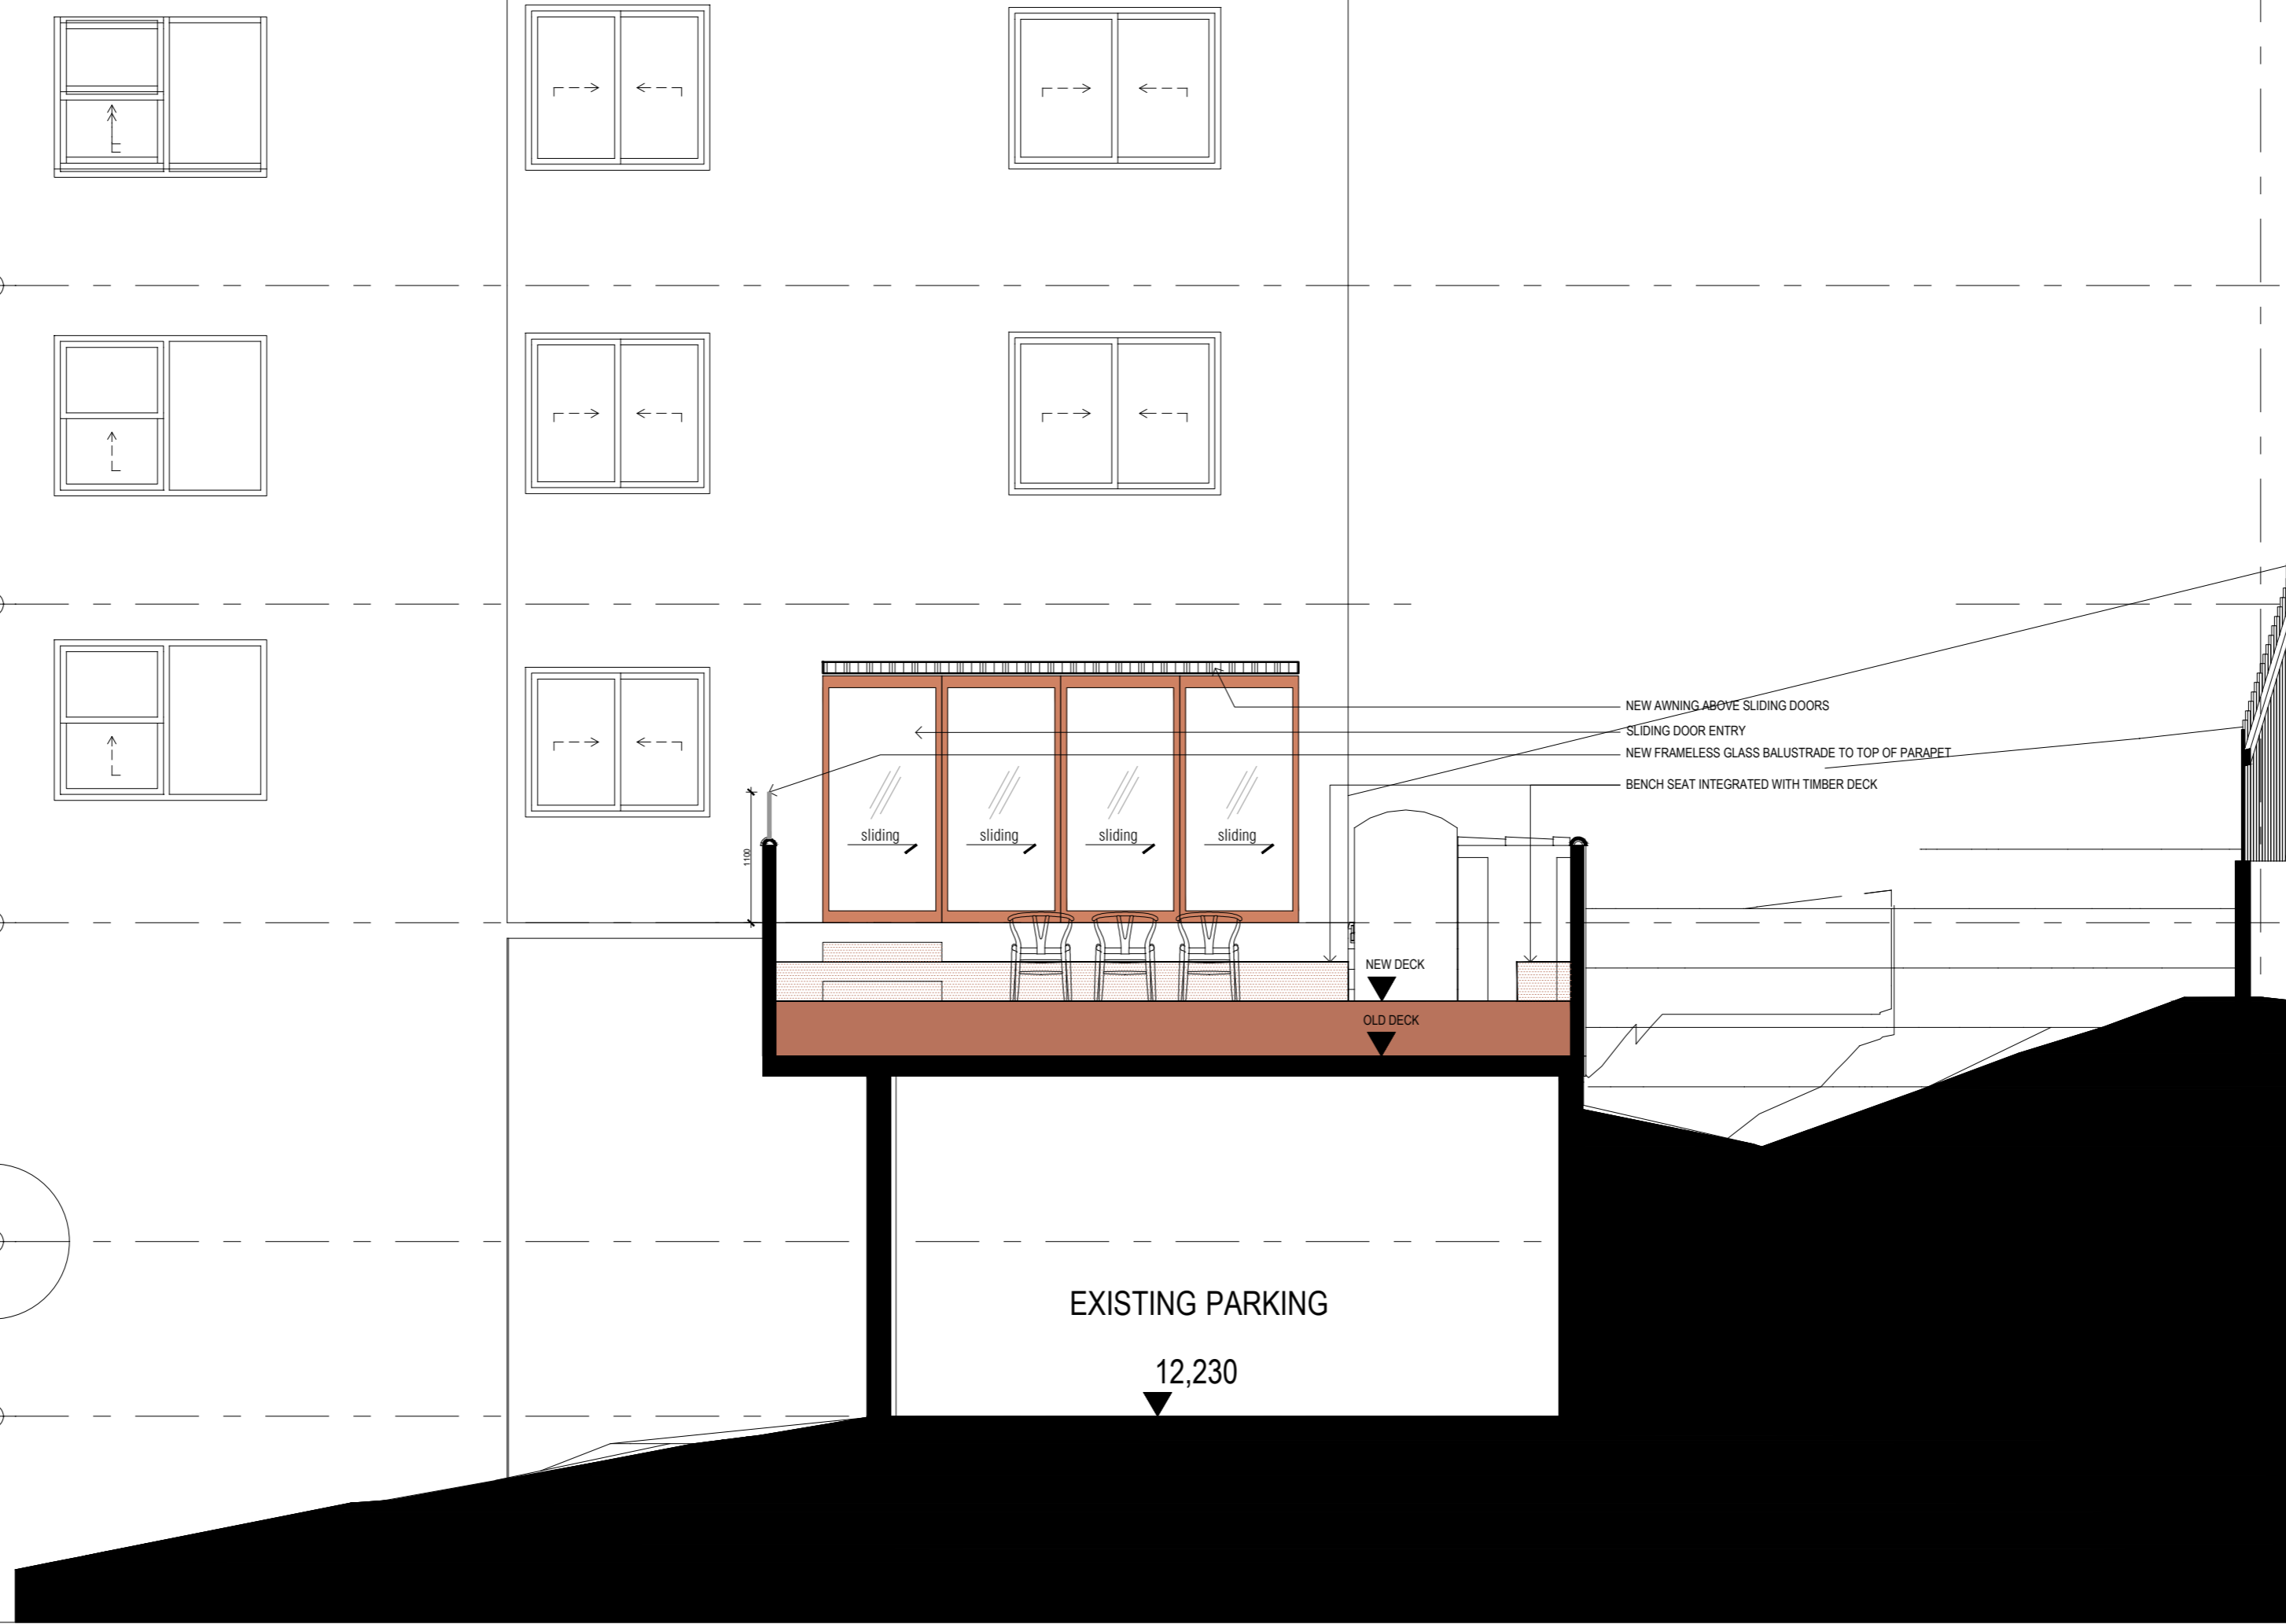 NEW AWNING ABOVE SLIDING DOORS
SLIDING DOOR ENTRY
NEW FRAMELESS GLASS BALUSTRADE TO TOP OF PARAPET
BENCH SEAT INTEGRATED WITH TIMBER DECK
sliding sliding sliding sliding
1100
NEW DECK
OLD DECK
EXISTING PARKING
12,230